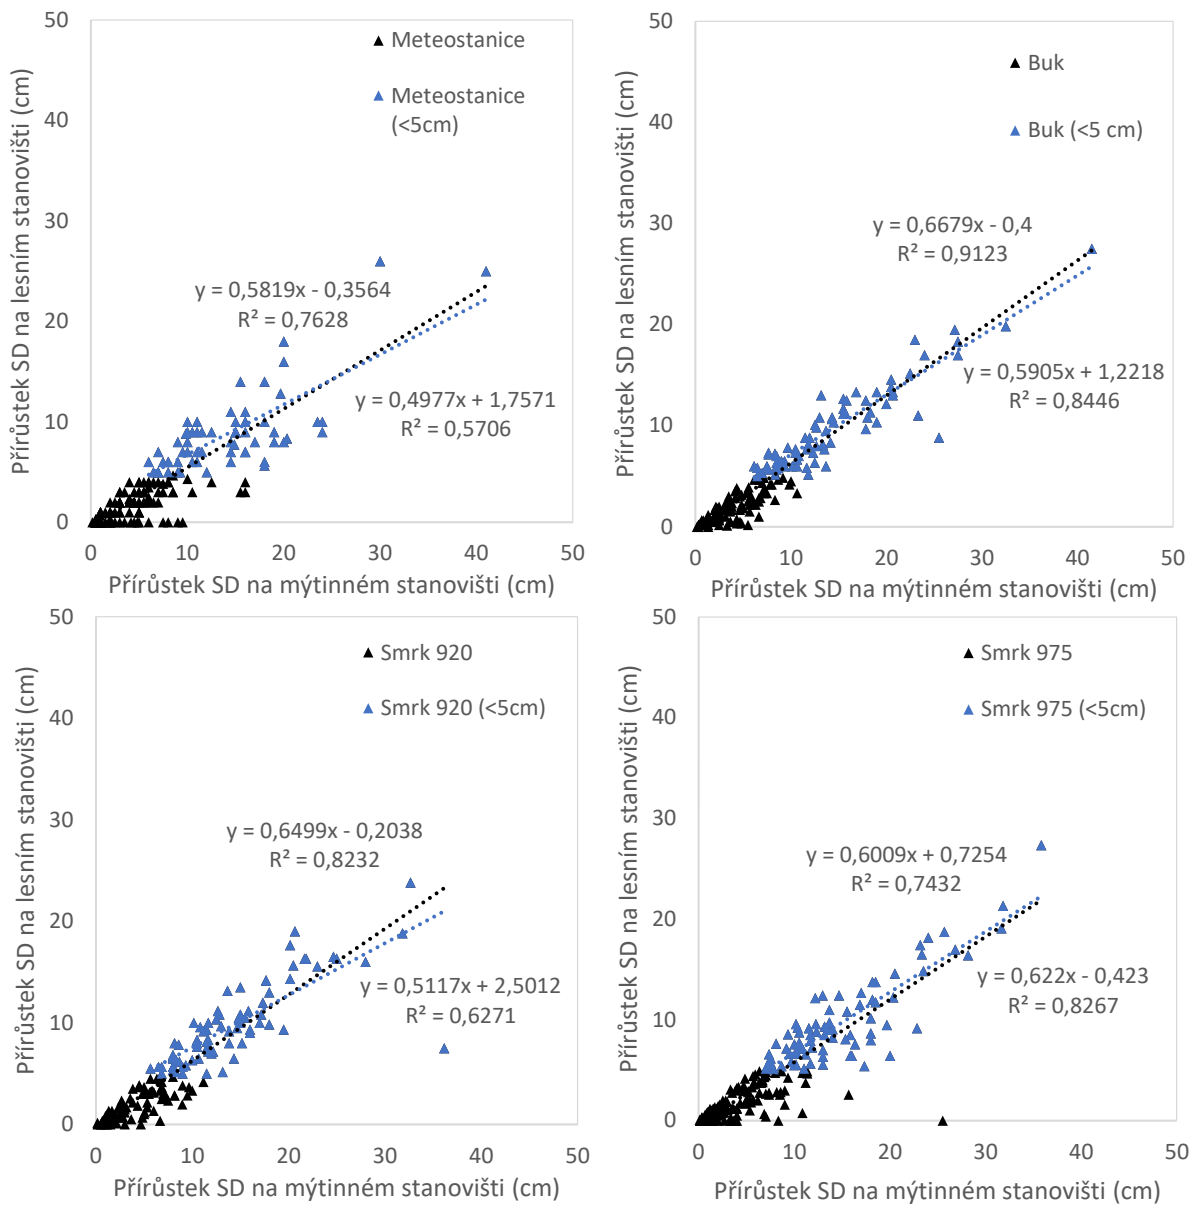 Přírůstek SD na lesním stanovišti (cm)
50
40
30
20
10
0
0 10 20 30 40 50
Přírůstek SD na mýtinném stanovišti (cm)
Meteostanice
Meteostanice
(<5cm)
y = 0,5819x - 0,3564
R² = 0,7628
y = 0,4977x + 1,7571
R² = 0,5706
Přírůstek SD na lesním stanovišti (cm)
50
40
30
20
10
0
0 10 20 30 40 50
Přírůstek SD na mýtinném stanovišti (cm)
Buk
Buk (<5 cm)
y = 0,6679x - 0,4
R² = 0,9123
y = 0,5905x + 1,2218
R² = 0,8446
Přírůstek SD na lesním stanovišti (cm)
50
40
30
20
10
0
0 10 20 30 40 50
Přírůstek SD na mýtinném stanovišti (cm)
Smrk 920
Smrk 920 (<5cm)
y = 0,6499x - 0,2038
R² = 0,8232
y = 0,5117x + 2,5012
R² = 0,6271
Přírůstek SD na lesním stanovišti (cm)
50
40
30
20
10
0
0 10 20 30 40 50
Přírůstek SD na mýtinném stanovišti (cm)
Smrk 975
Smrk 975 (<5cm)
y = 0,6009x + 0,7254
R² = 0,7432
y = 0,622x - 0,423
R² = 0,8267